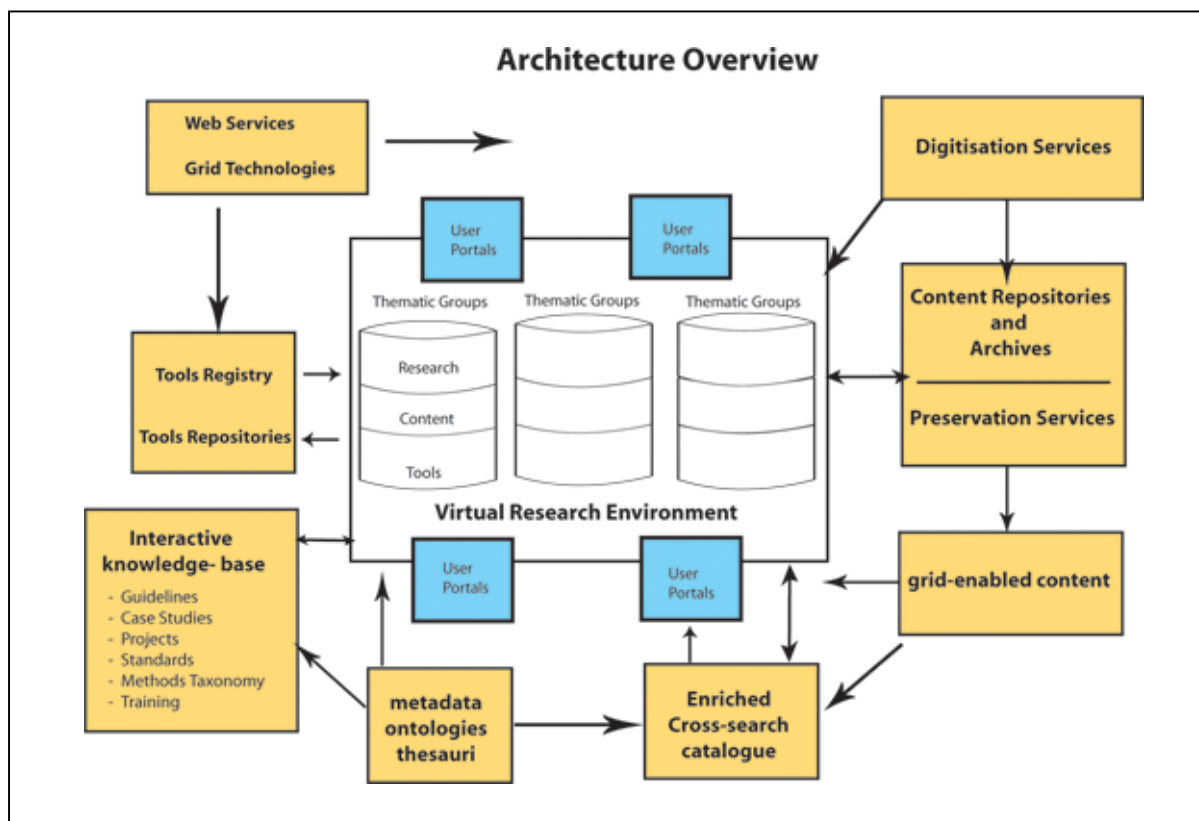 Architecture Overview
Web Services
Grid Technologies
Digitisation Services
User
Portals
User
Portals
Thematic Groups
Thematic Groups
Thematic Groups
Research
Content
Tools
Virtual Research Environment
Tools Registry
Tools Repositories
Content Repositories
and
Archives
Preservation Services
Interactive
knowledge- base
- Guidelines
- Case Studies
- Projects
- Standards
- Methods Taxonomy
- Training
User
Portals
User
Portals
grid-enabled content
metadata
ontologies
thesauri
Enriched
Cross-search
catalogue